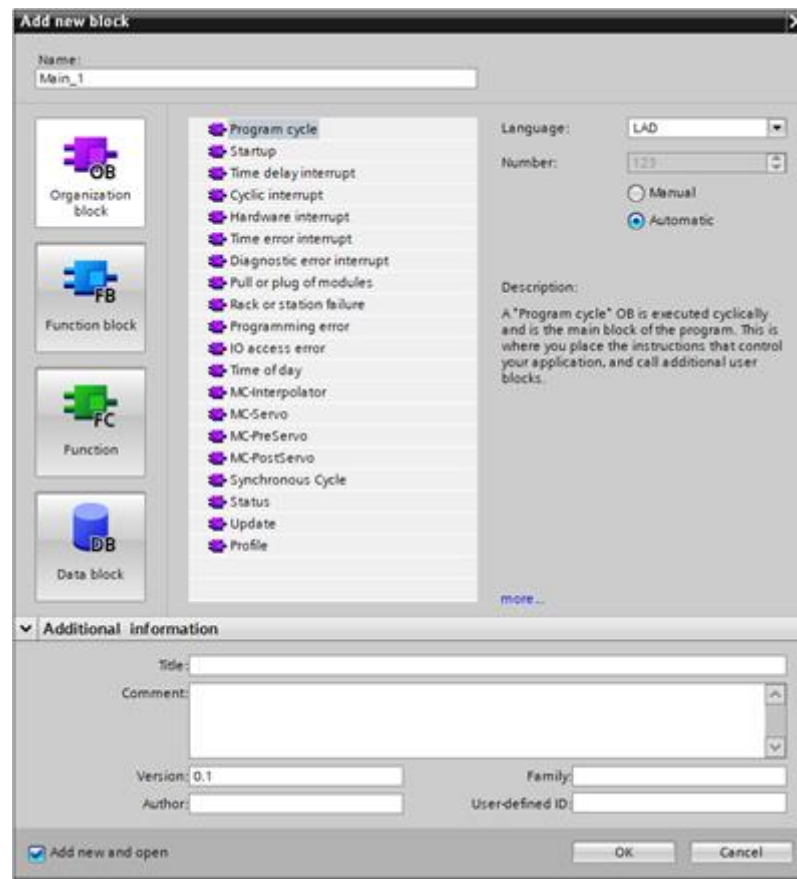 Add new block
Name:
Main_1
OB
Organization
block
FB
Function block
FC
Function
DB
Data block
Program cycle
Startup
Time delay interrupt
Cyclic interrupt
Hardware interrupt
Time error interrupt
Diagnostic error interrupt
Pull or plug of modules
Rack or station failure
Programming error
IO access error
Time of day
MC-Interpolator
MC-Servo
MC-PreServo
MC-PostServo
Synchronous Cycle
Status
Update
Profile
Language: LAD
Number: 123
Manual
Automatic
Description:
A "Program cycle" OB is executed cyclically
and is the main block of the program. This is
where you place the instructions that control
your application, and call additional user
blocks.
more...
Additional information
Title:
Comment:
Version: 0.1 Family:
Author: User-defined ID:
Add new and open OK Cancel